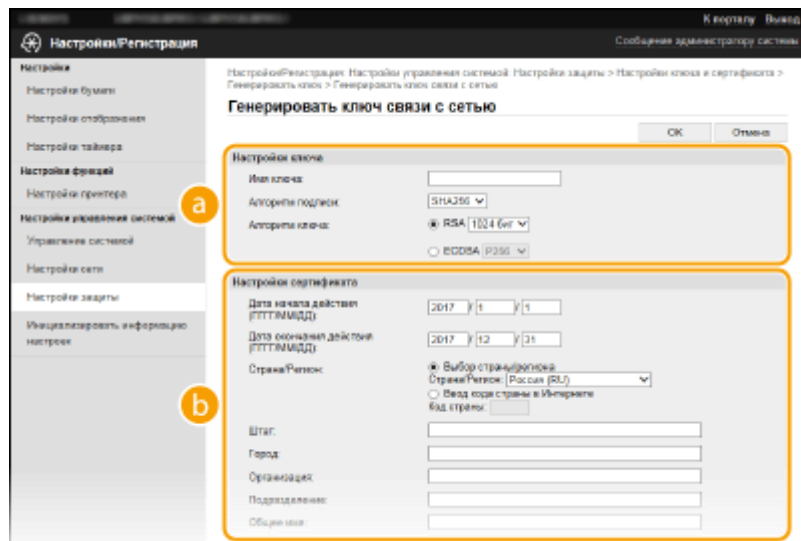 К порталу Выход
Настройки/Регистрация
Сообщение администратору системы
Настройки
Настройки бумаги
Настройки отображения
Настройки таймера
Настройки функций
Настройки принтера
Настройки управления системой
Управление системой
Настройки сети
Настройки защиты
Инициализировать информацию
настроек
Настройки/Регистрация: Настройки управления системой: Настройки защиты > Настройки ключа и сертификата >
Генерировать ключ > Генерировать ключ связи с сетью
Генерировать ключ связи с сетью
OK Отмена
a
Настройки ключа
Имя ключа:
Алгоритм подписи: SHA256
Алгоритм ключа: RSA 1024 бит
ECDSA P256
b
Настройки сертификата
Дата начала действия
(ГГГГ/ММ/ДД): 2017 / 1 / 1
Дата окончания действия
(ГГГГ/ММ/ДД): 2017 / 12 / 31
Страна/Регион: Выбор страны/региона
Страна/Регион: Россия (RU)
Ввод кода страны в Интернете
Код страны:
Штат:
Город:
Организация:
Подразделение:
Общее имя: